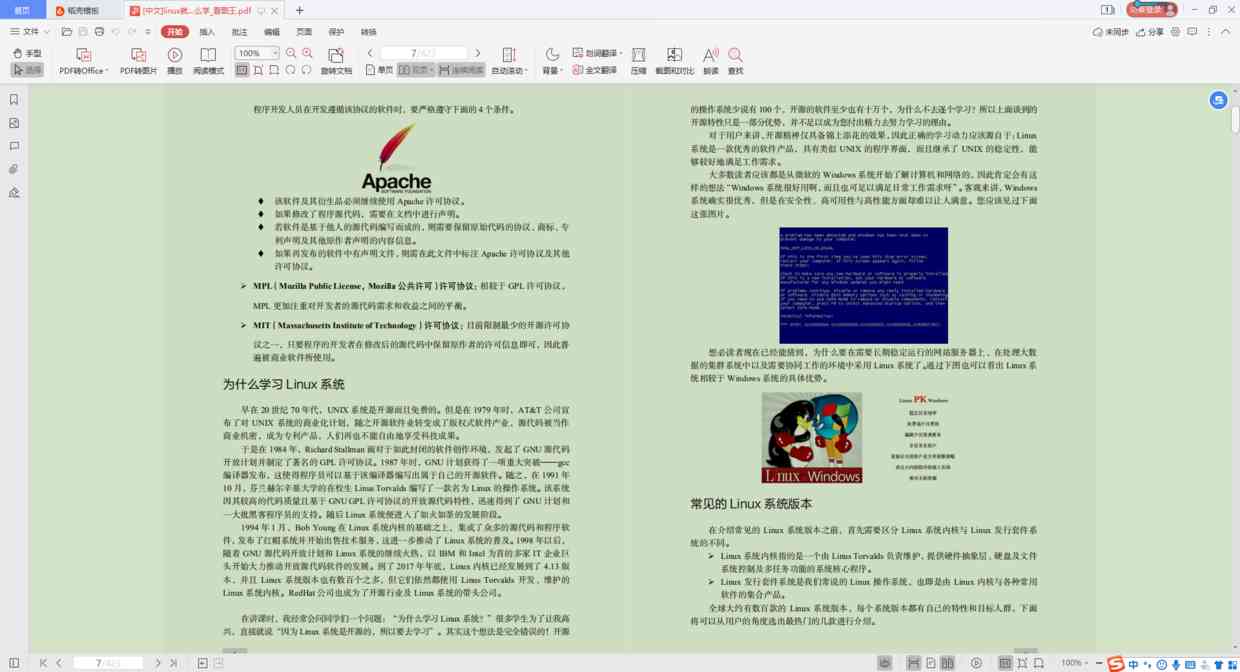 首页
稻壳模板
[中文]linux就...么学_靠霸王.pdf
文件
开始
插入
批注
编辑
页面
保护
转换
未同步
分享
手型
选择
PDF转Office
PDF转图片
播放
阅读模式
100%
旋转文档
7
单页
双页
连续阅读
自动滚动
背景
划词翻译
全文翻译
压缩
截图和对比
朗读
查找
程序开发人员在开发遵循该协议的软件时,要严格遵守下面的 4 个条件。
Apache
SOFTWARE FOUNDATION
♦ 该软件及其衍生品必须继续使用 Apache 许可协议。
♦ 如果修改了程序源代码,需要在文档中进行声明。
♦ 若软件是基于他人的源代码编写而成的,则需要保留原始代码的协议、商标、专
利声明及其他原作者声明的内容信息。
♦ 如果再发布的软件中有声明文件,则需在此文件中标注 Apache 许可协议及其他
许可协议。
➢ MPL(Mozilla Public License,Mozilla 公共许可)许可协议:相较于 GPL 许可协议,
MPL 更加注重对开发者的源代码需求和收益之间的平衡。
➢ MIT(Massachusetts Institute of Technology)许可协议:目前限制最少的开源许可协
议之一,只要程序的开发者在修改后的源代码中保留原作者的许可信息即可,因此普
遍被商业软件所使用。
为什么学习 Linux 系统
早在 20 世纪 70 年代,UNIX 系统是开源而且免费的。但是在 1979 年时,AT&T 公司宣
布了对 UNIX 系统的商业化计划,随之开源软件业转变成了版权式软件产业,源代码被当作
商业机密,成为专利产品,人们再也不能自由地享受科技成果。
于是在 1984 年,Richard Stallman 面对于如此封闭的软件创作环境,发起了 GNU 源代码
开放计划并制定了著名的 GPL 许可协议。1987 年时,GNU 计划获得了一项重大突破——gcc
编译器发布,这使得程序员可以基于该编译器编写出属于自己的开源软件。随之,在 1991 年
10 月,芬兰赫尔辛基大学的在校生 Linus Torvalds 编写了一款名为 Linux 的操作系统。该系统
因其较高的代码质量且基于 GNU GPL 许可协议的开放源代码特性,迅速得到了 GNU 计划和
一大批黑客程序员的支持。随后 Linux 系统便进入了如火如荼的发展阶段。
1994 年 1 月,Bob Young 在 Linux 系统内核的基础之上,集成了众多的源代码和程序软
件,发布了红帽系统并开始出售技术服务,这进一步推动了 Linux 系统的普及。1998 年以后,
随着 GNU 源代码开放计划和 Linux 系统的继续火热,以 IBM 和 Intel 为首的多家 IT 企业巨
头开始大力推动开放源代码软件的发展。到了 2017 年年底,Linux 内核已经发展到了 4.13 版
本,并且 Linux 系统版本也有数百个之多,但它们依然都使用 Linus Torvalds 开发、维护的
Linux 系统内核。RedHat 公司也成为了开源行业及 Linux 系统的带头公司。
在讲课时,我经常会问同学们一个问题:“为什么学习 Linux 系统?”很多学生为了让我高
兴,直接就说“因为 Linux 系统是开源的,所以要去学习”。其实这个想法是完全错误的!开源
的操作系统少说有 100 个,开源的软件至少也有十万个,为什么不去逐个学习?所以上面谈到的
开源特性只是一部分优势,并不足以成为您付出精力去努力学习的理由。
对于用户来讲,开源精神仅具备锦上添花的效果,因此正确的学习动力应该源自于:Linux
系统是一款优秀的软件产品,具有类似 UNIX 的程序界面,而且继承了 UNIX 的稳定性,能
够较好地满足工作需求。
大多数读者应该都是从微软的 Windows 系统开始了解计算机和网络的,因此肯定会有这
样的想法“Windows 系统很好用啊,而且也可足以满足日常工作需求呀”。客观来讲,Windows
系统确实很优秀,但是在安全性、高可用性与高性能方面却难以让人满意。您应该见过下面
这张图片。
想必读者现在已经能猜到,为什么要在需要长期稳定运行的网站服务器上、在处理大数
据的集群系统中以及需要协同工作的环境中采用 Linux 系统了。通过下图也可以看出 Linux 系
统相较于 Windows 系统的具体优势。
Linux Windows
Linux PK Windows
常见的 Linux 系统版本
在介绍常见的 Linux 系统版本之前,首先需要区分 Linux 系统内核与 Linux 发行套件系
统的不同。
➢ Linux 系统内核指的是一个由 Linus Torvalds 负责维护,提供硬件抽象层、硬盘及文件
系统控制及多任务功能的系统核心程序。
➢ Linux 发行套件系统是我们常说的 Linux 操作系统,也即是由 Linux 内核与各种常用
软件的集合产品。
全球大约有数百款的 Linux 系统版本,每个系统版本都有自己的特性和目标人群,下面
将可以从用户的角度选出最热门的几款进行介绍。
7
100%
中